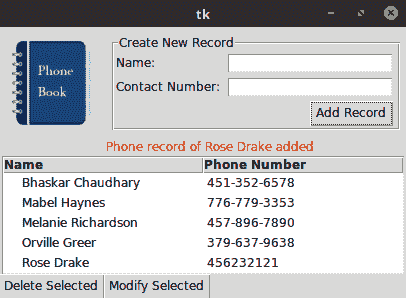 tk
Phone
Book
Create New Record
Name:
Contact Number:
Add Record
Phone record of Rose Drake added
Name Phone Number
Bhaskar Chaudhary 451-352-6578
Mabel Haynes 776-779-3353
Melanie Richardson 457-896-7890
Orville Greer 379-637-9638
Rose Drake 456232121
Delete Selected Modify Selected